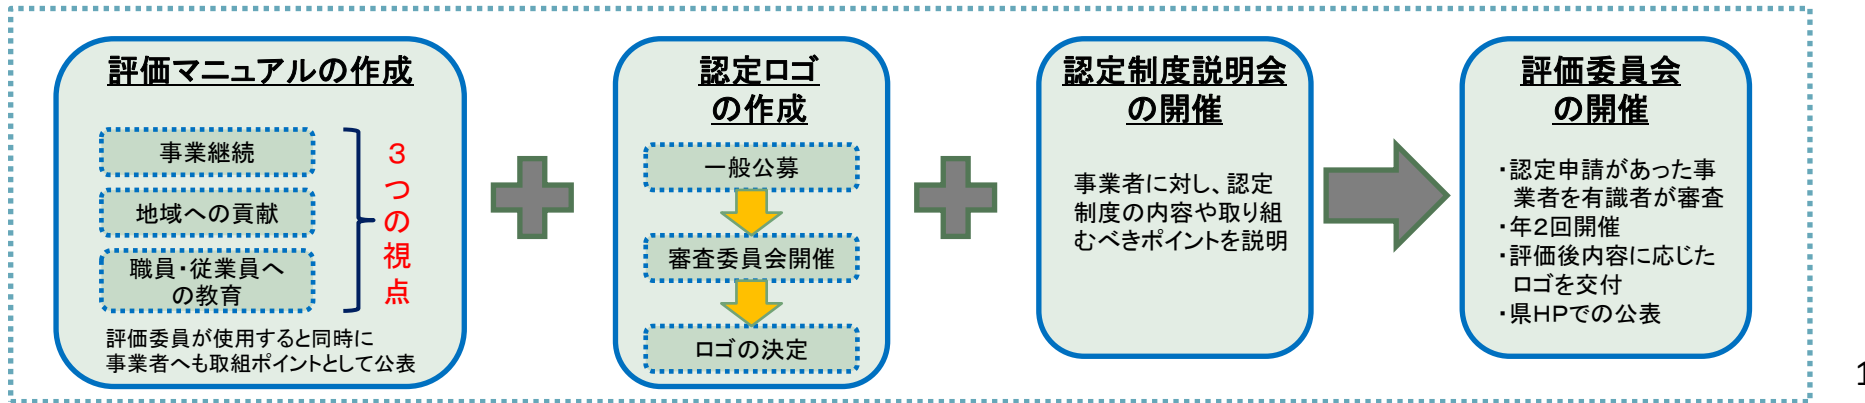 評価マニュアルの作成
事業継続
地域への貢献
職員・従業員へ
の教育
3つの視点
評価委員が使用すると同時に
事業者へも取組ポイントとして公表
認定ロゴ
の作成
一般公募
審査委員会開催
ロゴの決定
認定制度説明会
の開催
事業者に対し、認定
制度の内容や取り組
むべきポイントを説明
評価委員会
の開催
・認定申請があった事
業者を有識者が審査
・年2回開催
・評価後内容に応じた
ロゴを交付
・県HPでの公表
1